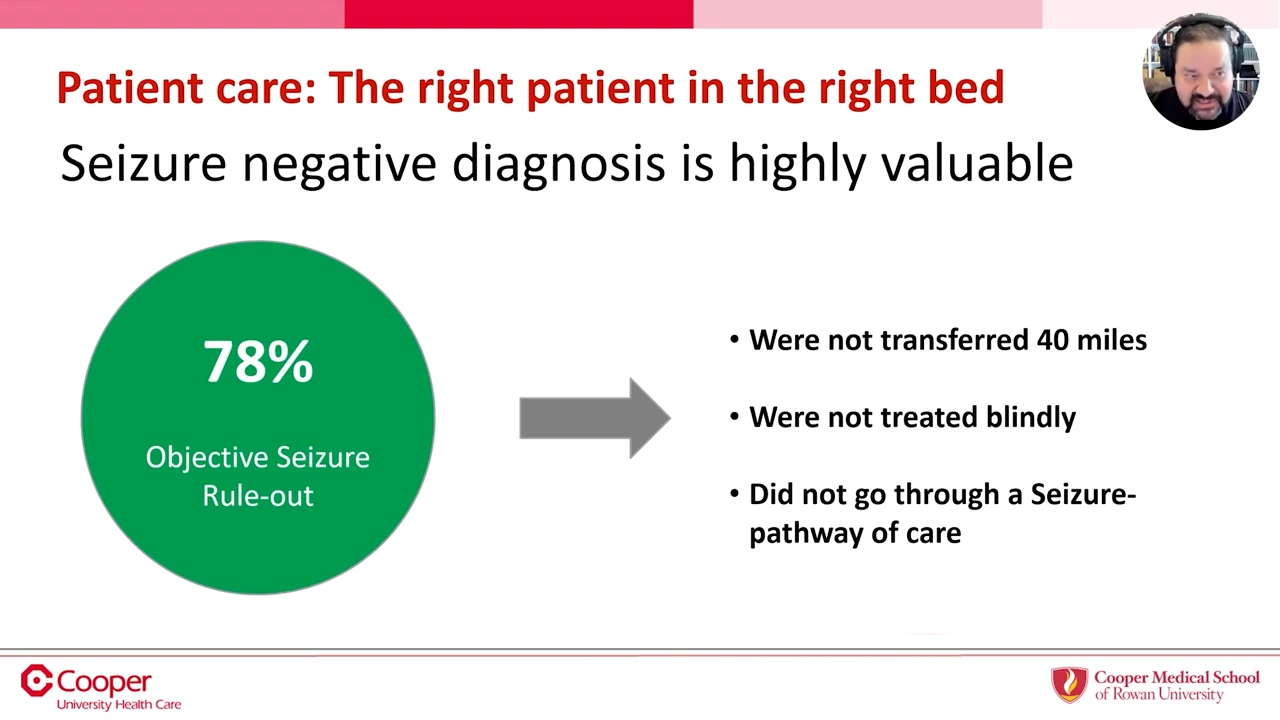 Patient care: The right patient in the right bed
Seizure negative diagnosis is highly valuable
78%
Objective Seizure
Rule-out
• Were not transferred 40 miles
• Were not treated blindly
• Did not go through a Seizure-
pathway of care
Cooper
University Health Care
Cooper Medical School
of Rowan University